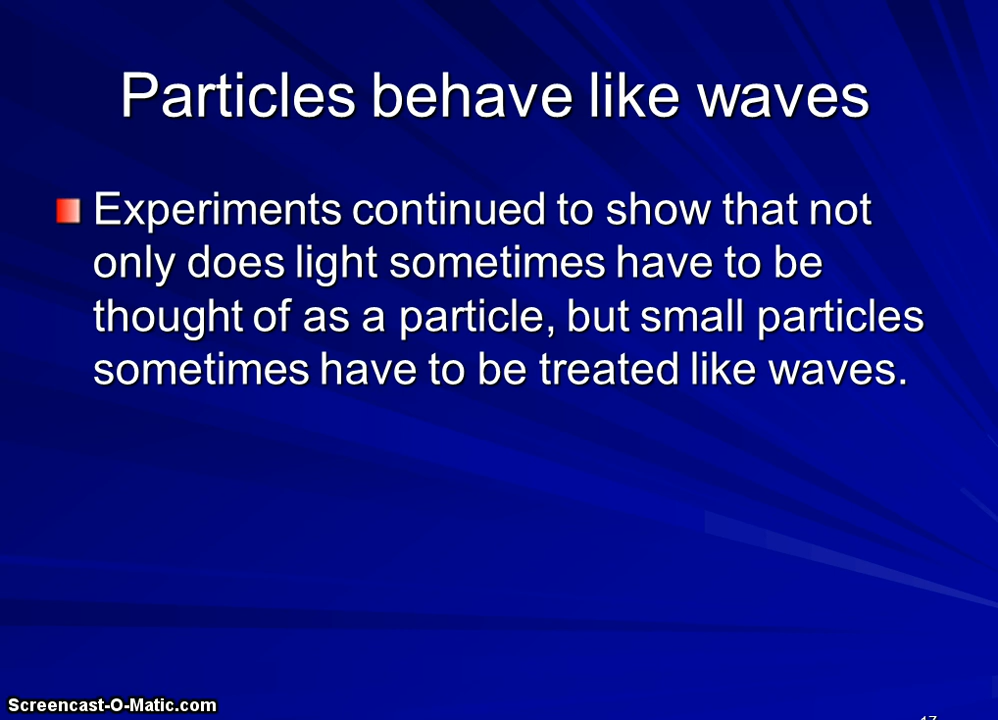 Particles behave like waves
Experiments continued to show that not
only does light sometimes have to be
thought of as a particle, but small particles
sometimes have to be treated like waves.
Screencast-O-Matic.com
17